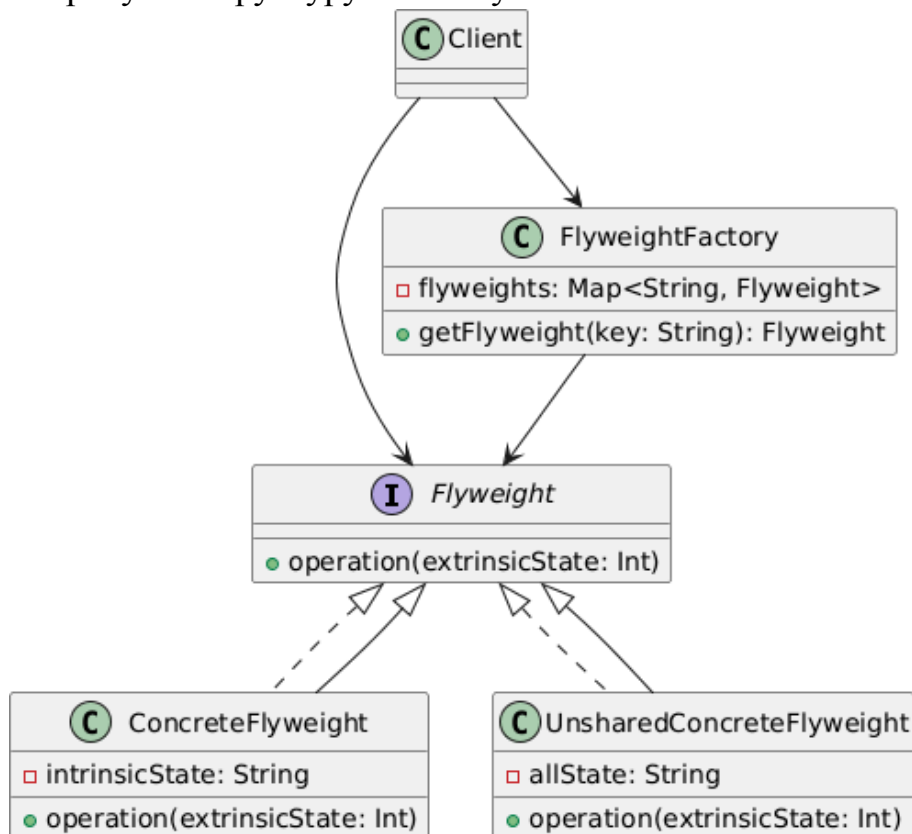 C Client
C FlyweightFactory
flyweights: Map<String, Flyweight>
getFlyweight(key: String): Flyweight
I Flyweight
operation(extrinsicState: Int)
C ConcreteFlyweight
intrinsicState: String
operation(extrinsicState: Int)
C UnsharedConcreteFlyweight
allState: String
operation(extrinsicState: Int)